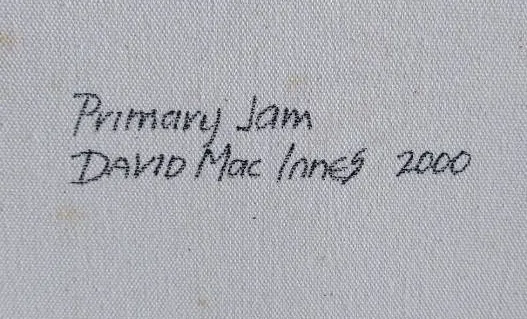 Primary Jam
DAVID Mac Innes 2000